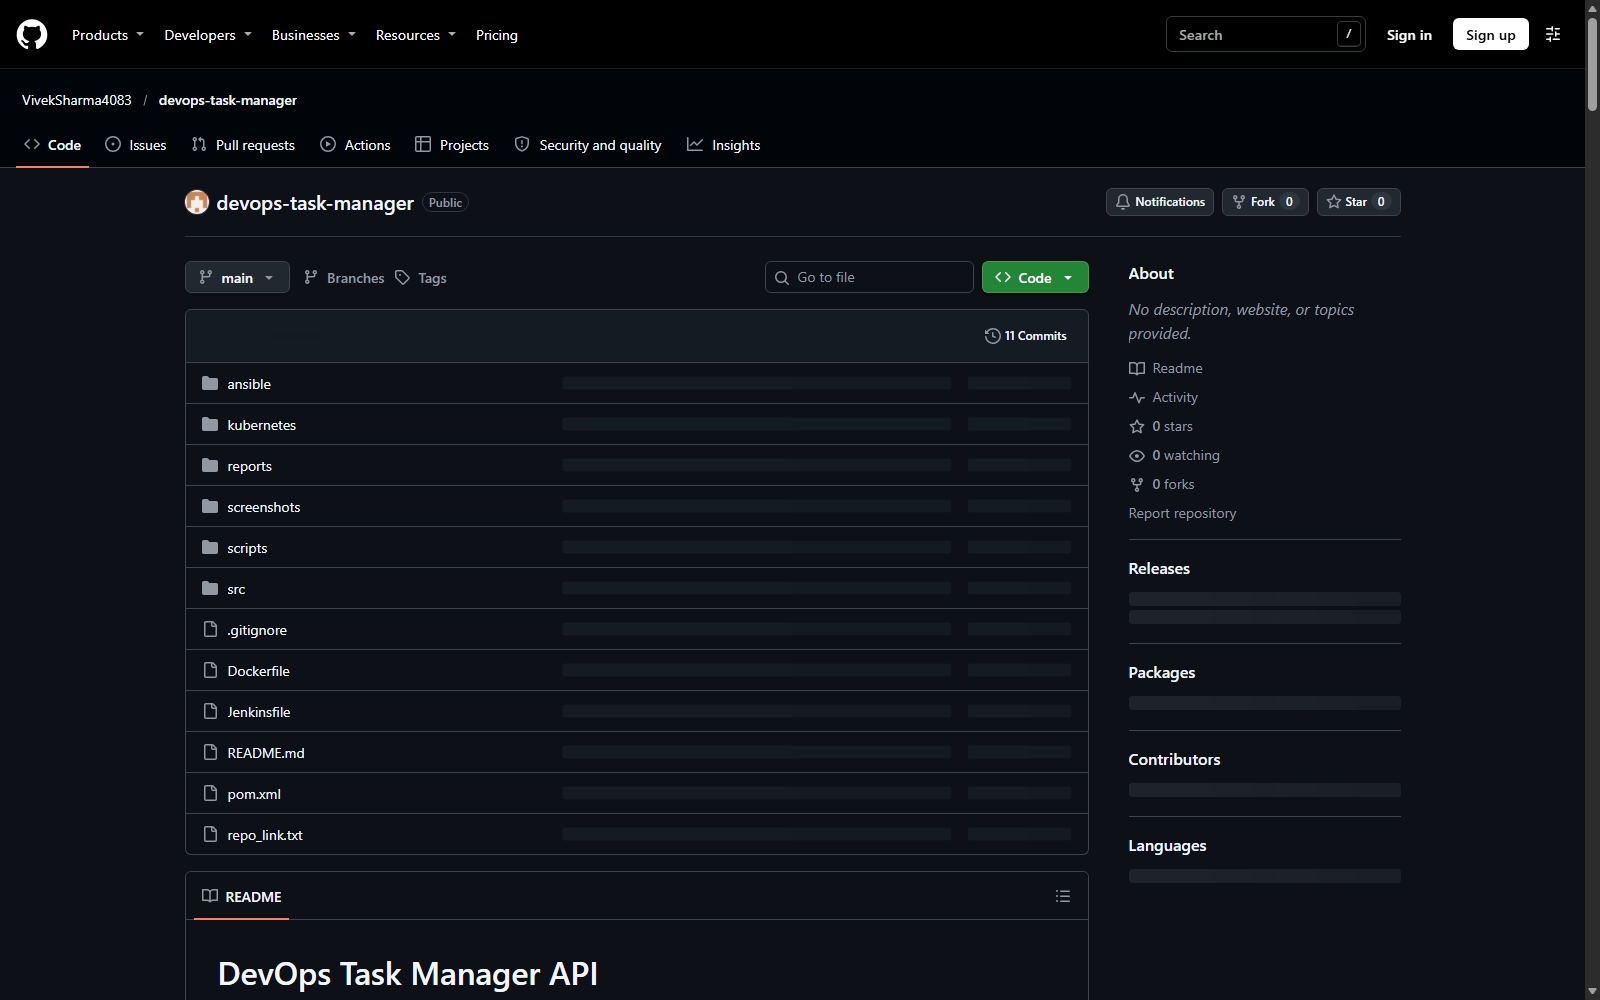 Products Developers Businesses Resources Pricing Search / Sign in Sign up
VivekSharma4083 / devops-task-manager
Code Issues Pull requests Actions Projects Security and quality Insights
devops-task-manager Public Notifications Fork 0 Star 0
main Branches Tags Go to file Code
11 Commits
ansible
kubernetes
reports
screenshots
scripts
src
.gitignore
Dockerfile
Jenkinsfile
README.md
pom.xml
repo_link.txt
README
DevOps Task Manager API
About
No description, website, or topics
provided.
Readme
Activity
0 stars
0 watching
0 forks
Report repository
Releases
Packages
Contributors
Languages